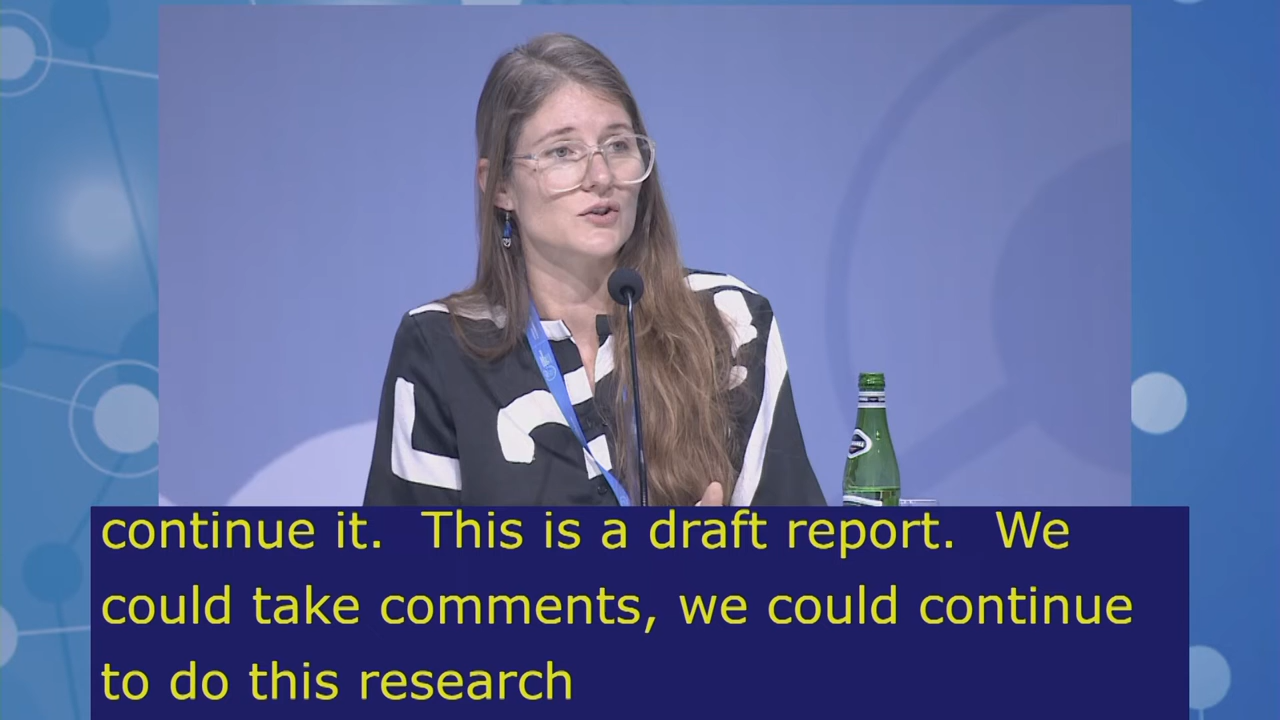 continue it.  This is a draft report.  We
could take comments, we could continue
to do this research